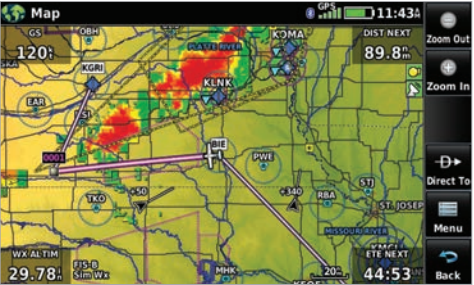 Map
GPS
11:43
GS
120
OBH
PLATTE RIVER
KOMA
DIST NEXT
89.8
Zoom Out
KGRI
KLNK
Zoom In
EAR
0001
BIE
PWE
Direct To
+50
+340
STJ
TKO
RBA
ST. JOSEP
MISSOURI RIVER
Menu
WX ALTIM
29.78
FIS-B
Sim Wx
MHK
20
ETE NEXT
44:53
Back